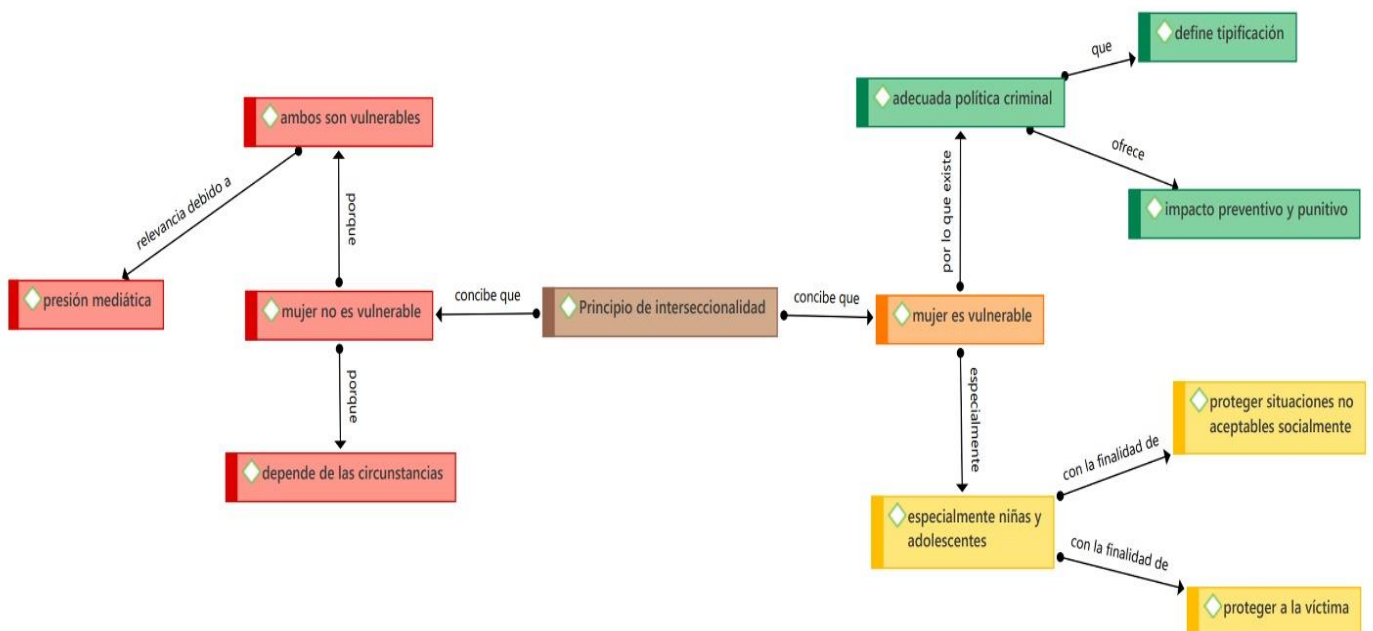 define tipificación
que
adecuada política criminal
ambos son vulnerables
ofrece
relevancia debido a
porque
por lo que existe
impacto preventivo y punitivo
presión mediática
mujer no es vulnerable
concibe que
Principio de interseccionalidad
concibe que
mujer es vulnerable
porque
especialmente
proteger situaciones no
aceptables socialmente
con la finalidad de
depende de las circunstancias
especialmente niñas y
adolescentes
con la finalidad de
proteger a la víctima